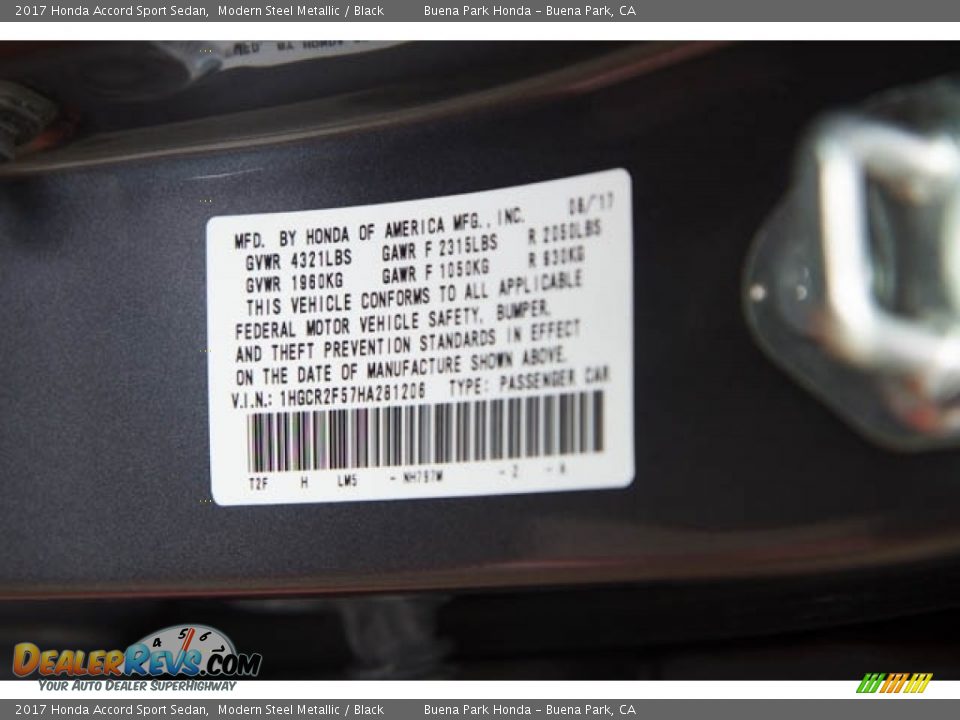 2017 Honda Accord Sport Sedan, Modern Steel Metallic / Black Buena Park Honda – Buena Park, CA
MFD. BY HONDA OF AMERICA MFG., INC. 06/'17
GVWR 4321LBS GAWR F 2315LBS R 2050LBS
GVWR 1960KG GAWR F 1050KG R 930KG
THIS VEHICLE CONFORMS TO ALL APPLICABLE
FEDERAL MOTOR VEHICLE SAFETY, BUMPER,
AND THEFT PREVENTION STANDARDS IN EFFECT
ON THE DATE OF MANUFACTURE SHOWN ABOVE.
V.I.N.: 1HGCR2F57HA281206 TYPE: PASSENGER CAR
T2F H LM5 - NH797M - 2 -
4 5 6
DealerRevs.com
Your Auto Dealer SuperHighway
2017 Honda Accord Sport Sedan, Modern Steel Metallic / Black Buena Park Honda – Buena Park, CA